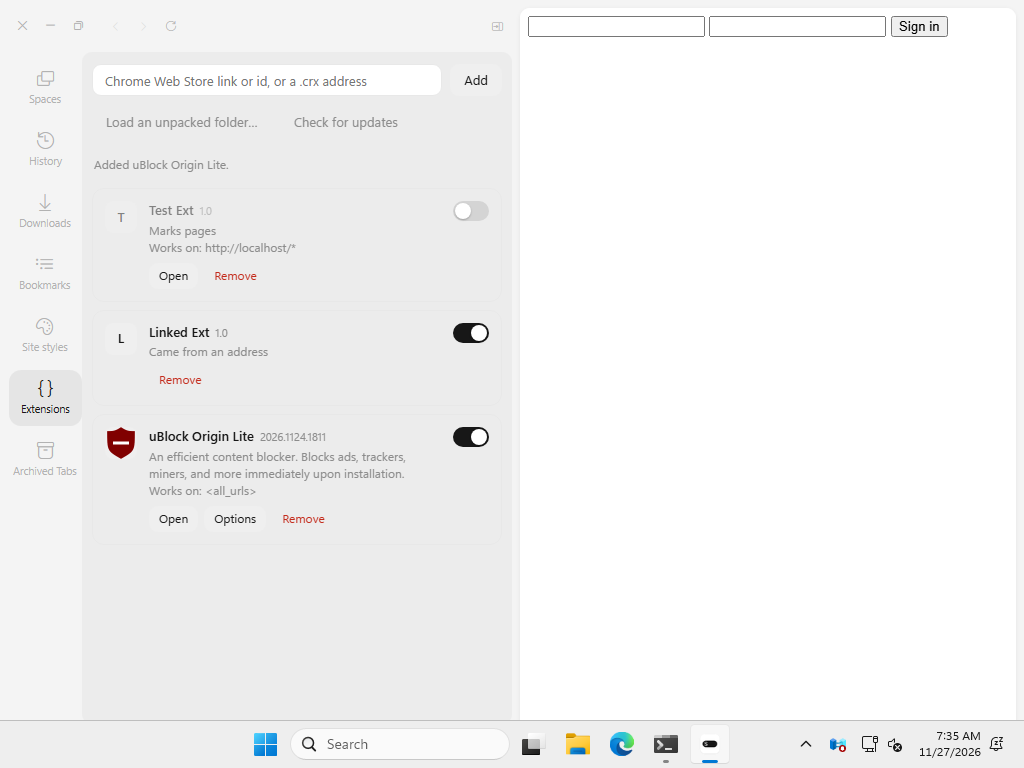 Sign in
Chrome Web Store link or id, or a .crx address
Add
Spaces
Load an unpacked folder...
Check for updates
History
Added uBlock Origin Lite.
Downloads
T
Test Ext 1.0
Marks pages
Works on: http://localhost/*
Open
Remove
Bookmarks
L
Linked Ext 1.0
Came from an address
Remove
Site styles
Extensions
uBlock Origin Lite 2026.1124.1811
An efficient content blocker. Blocks ads, trackers,
miners, and more immediately upon installation.
Works on: <all_urls>
Open
Options
Remove
Archived Tabs
Search
7:35 AM
11/27/2026